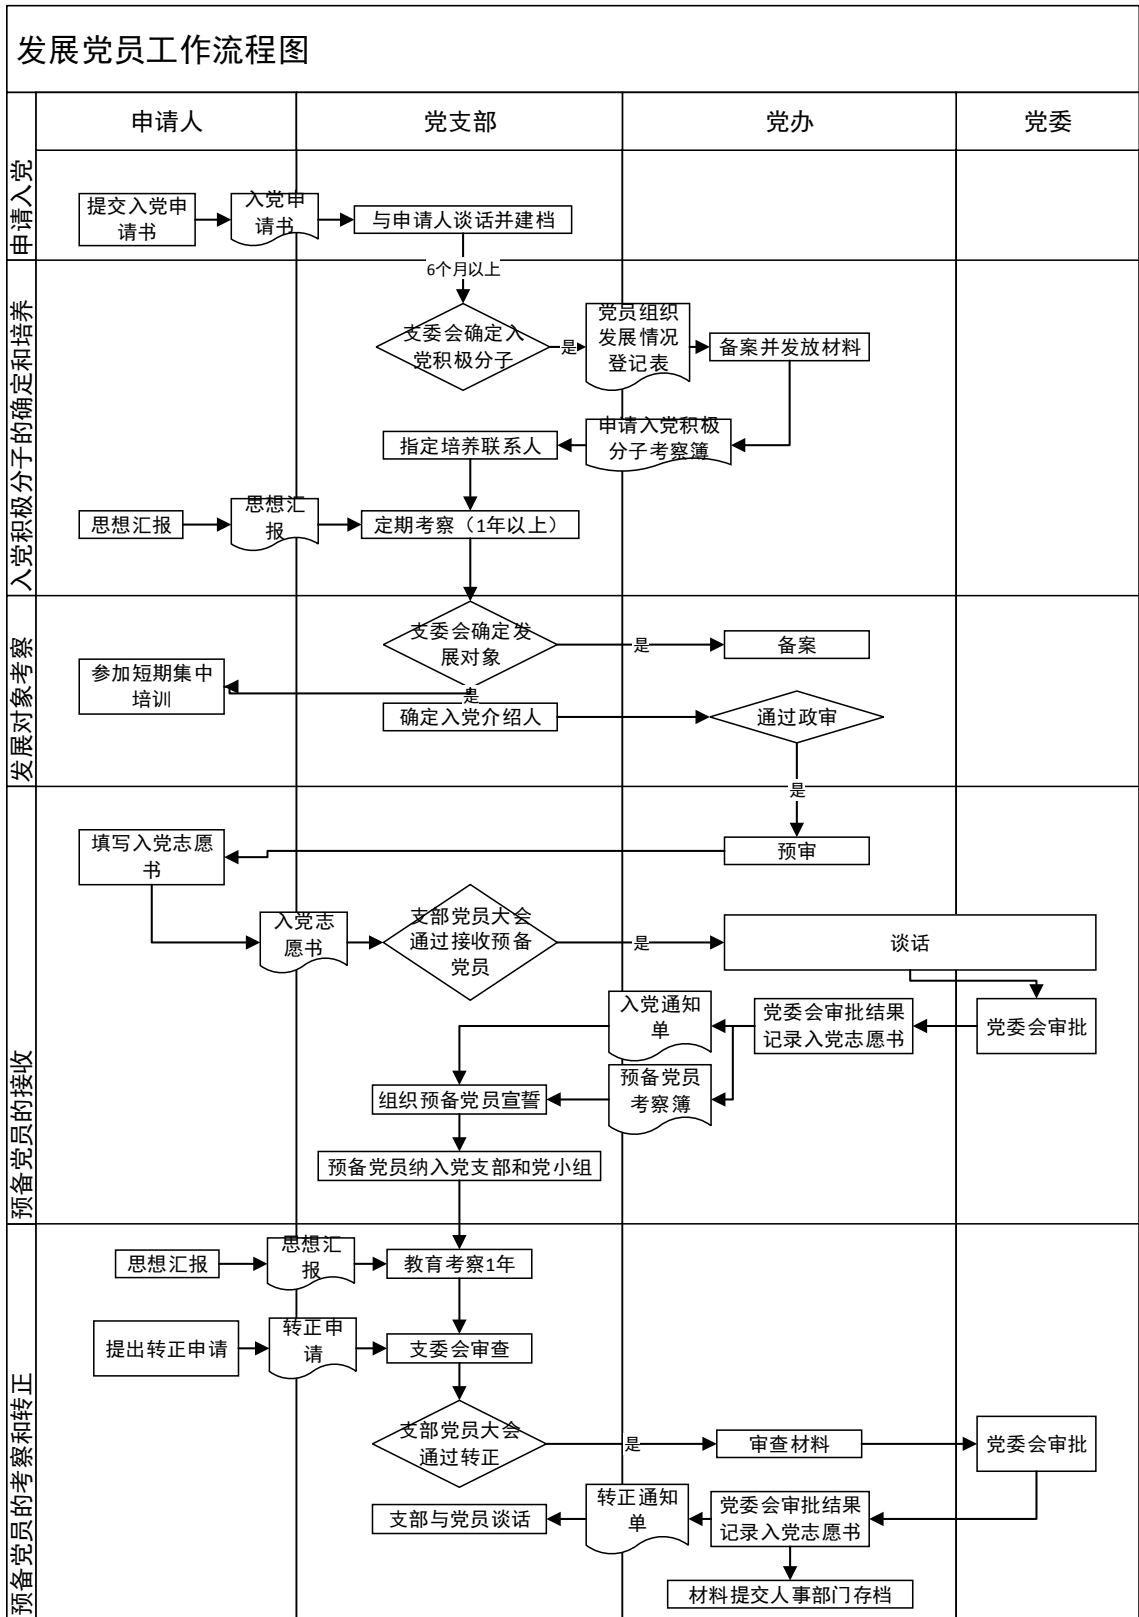 发展党员工作流程图
申请人
党支部
党办
党委
申请入党
提交入党申
请书
入党申
请书
与申请人谈话并建档
6个月以上
入党积极分子的确定和培养
支委会确定入
党积极分子
是
党员组织
发展情况
登记表
备案并发放材料
申请入党积极
分子考察簿
指定培养联系人
思想汇报
思想汇
报
定期考察（1年以上）
发展对象考察
支委会确定发
展对象
是
备案
参加短期集中
培训
是
确定入党介绍人
通过政审
是
预备党员的接收
预审
填写入党志愿
书
入党志
愿书
支部党员大会
通过接收预备
党员
是
谈话
党委会审批
党委会审批结果
记录入党志愿书
入党通知
单
预备党员
考察簿
组织预备党员宣誓
预备党员纳入党支部和党小组
预备党员的考察和转正
思想汇报
思想汇
报
教育考察1年
提出转正申请
转正申
请
支委会审查
支部党员大会
通过转正
是
审查材料
党委会审批
党委会审批结果
记录入党志愿书
转正通知
单
支部与党员谈话
材料提交人事部门存档